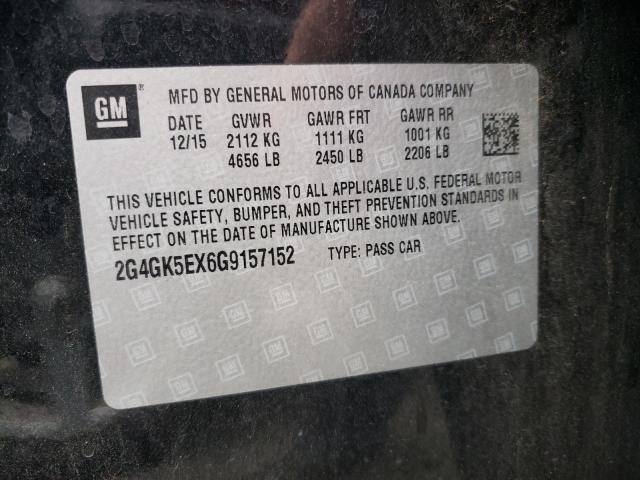 GM ®
MFD BY GENERAL MOTORS OF CANADA COMPANY
DATE GVWR GAWR FRT GAWR RR
12/15 2112 KG 1111 KG 1001 KG
4656 LB 2450 LB 2206 LB
THIS VEHICLE CONFORMS TO ALL APPLICABLE U.S. FEDERAL MOTOR
VEHICLE SAFETY, BUMPER, AND THEFT PREVENTION STANDARDS IN
EFFECT ON THE DATE OF MANUFACTURE SHOWN ABOVE.
2G4GK5EX6G9157152 TYPE: PASS CAR